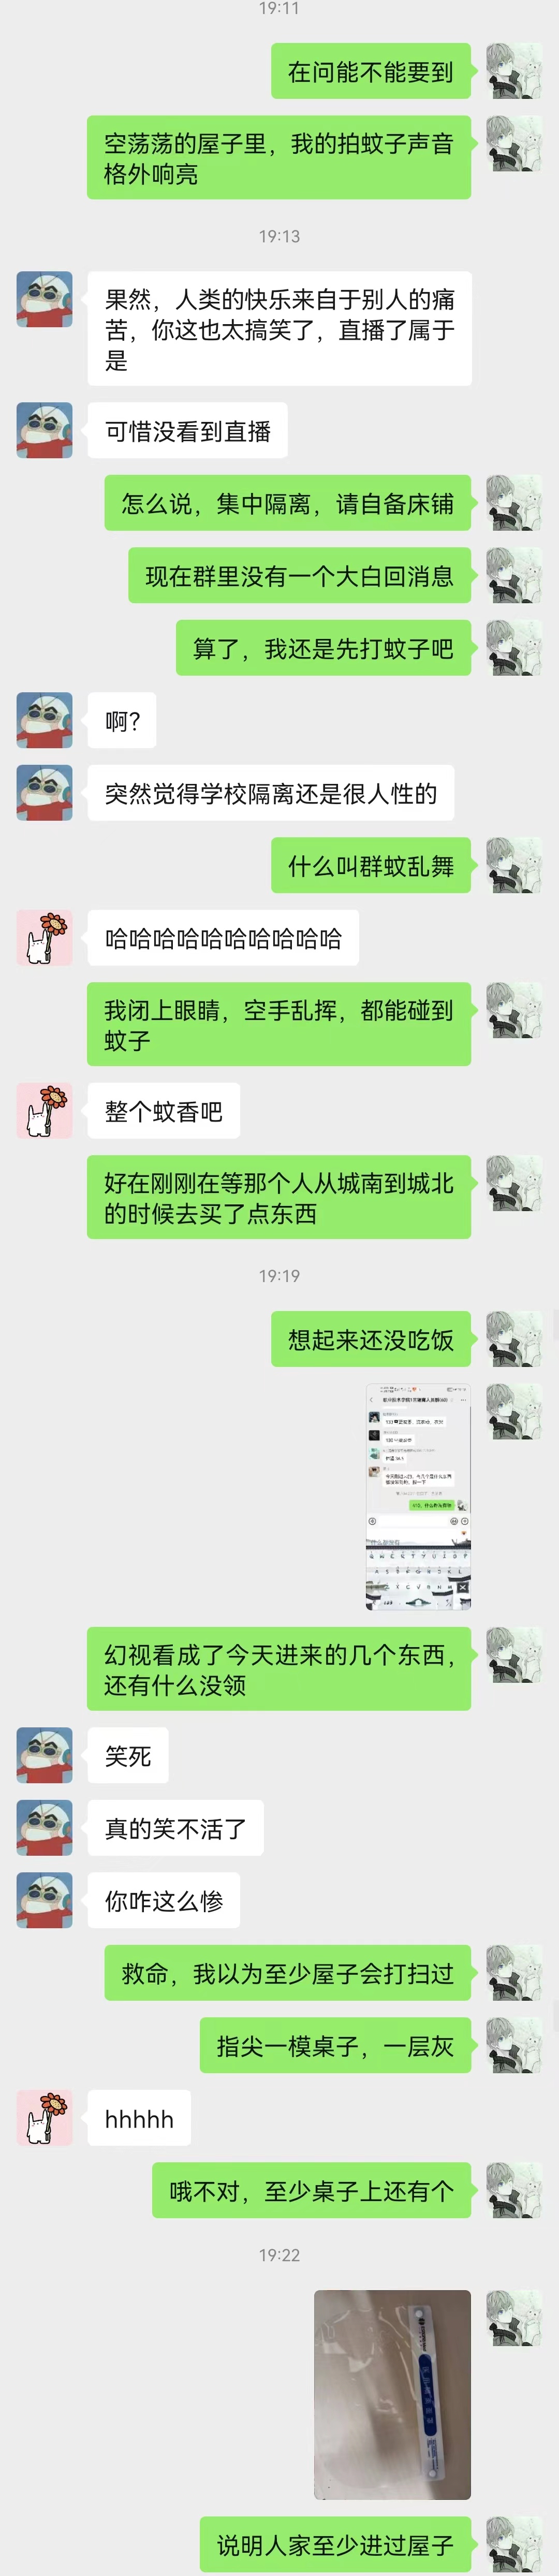 19:11
在问能不能要到
空荡荡的屋子里，我的拍蚊子声音
格外响亮
19:13
果然，人类的快乐来自于别人的痛
苦，你这也太搞笑了，直播了属于
是
可惜没看到直播
怎么说，集中隔离，请自备床铺
现在群里没有一个大白回消息
算了，我还是先打蚊子吧
啊？
突然觉得学校隔离还是很人性的
什么叫群蚊乱舞
哈哈哈哈哈哈哈哈哈哈
我闭上眼睛，空手乱挥，都能碰到
蚊子
整个蚊香吧
好在刚刚在等那个人从城南到城北
的时候去买了点东西
19:19
想起来还没吃饭
幻视看成了今天进来的几个东西，
还有什么没领
笑死
真的笑不活了
你咋这么惨
救命，我以为至少屋子会打扫过
指尖一模桌子，一层灰
hhhhh
哦不对，至少桌子上还有个
19:22
说明人家至少进过屋子